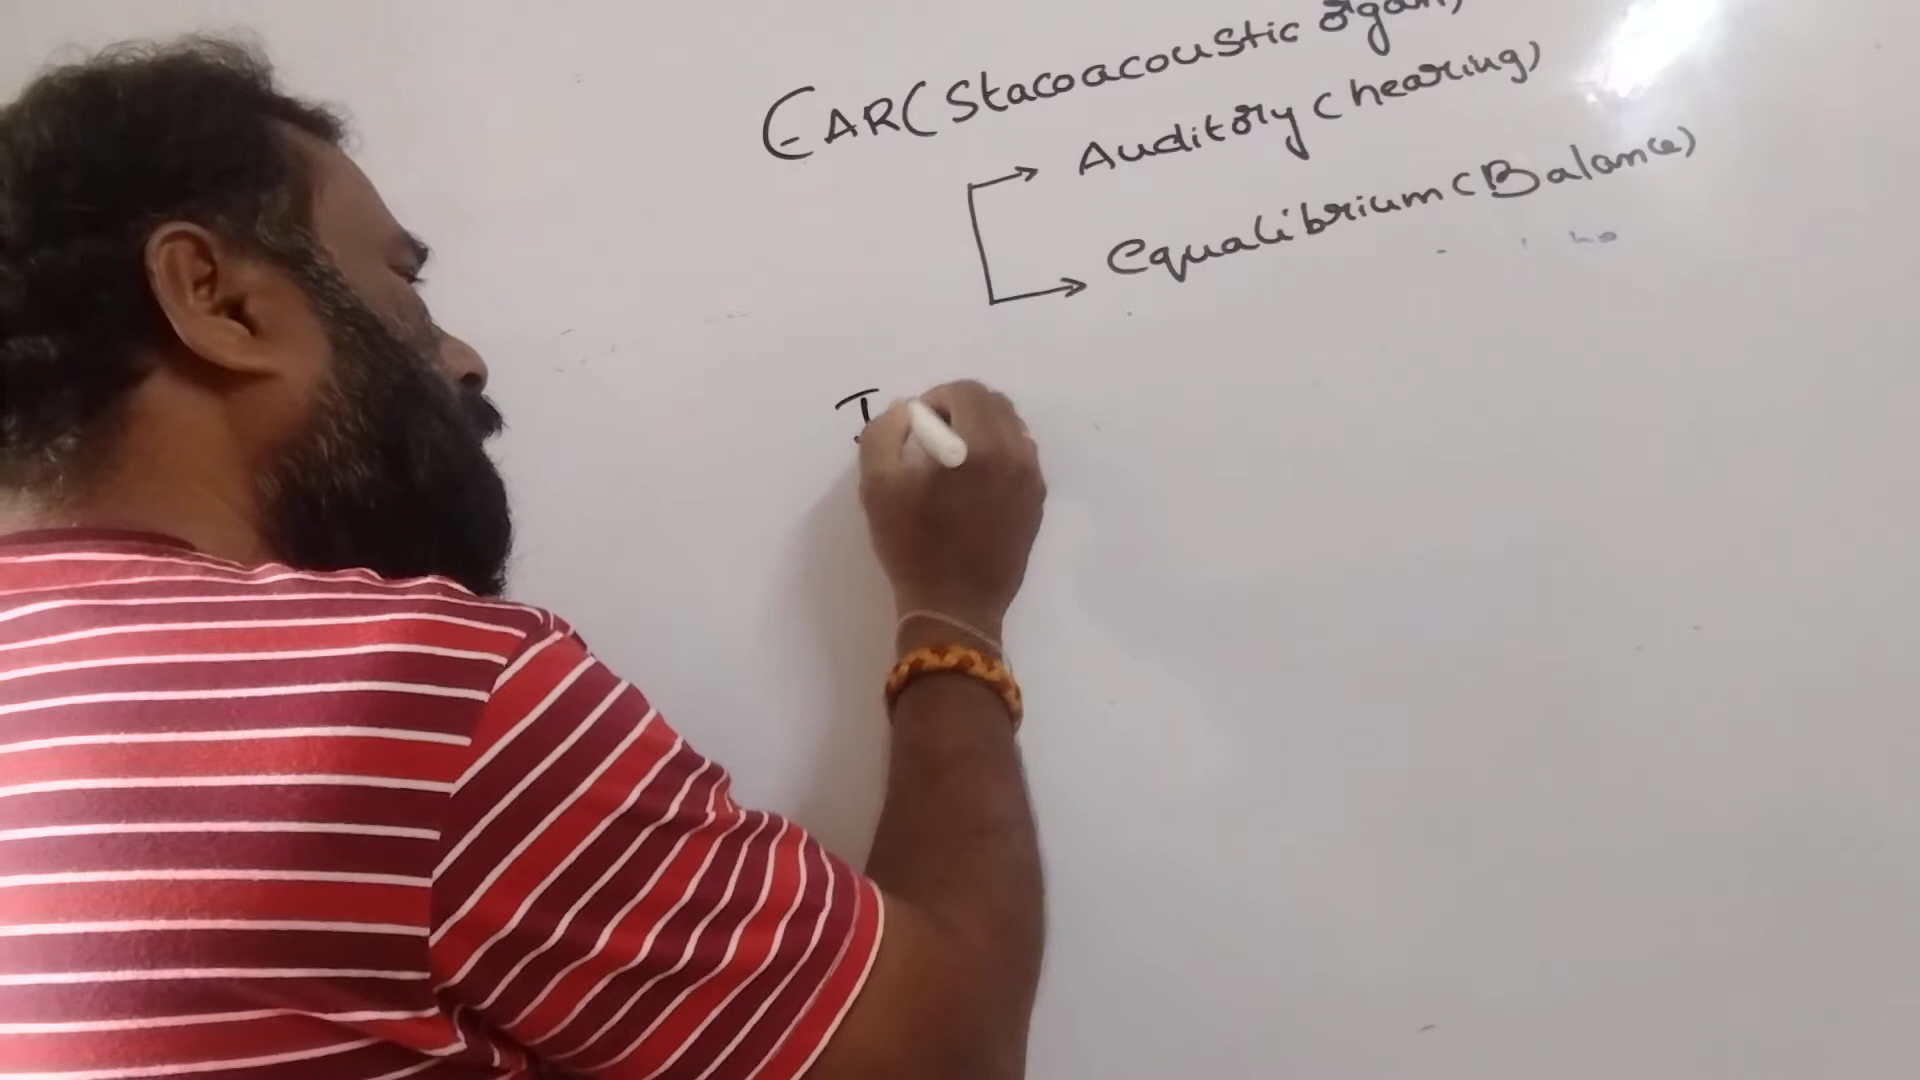 EAR(Stacoacoustic organ)
Auditory (hearing)
Equalibrium (Balance)
I